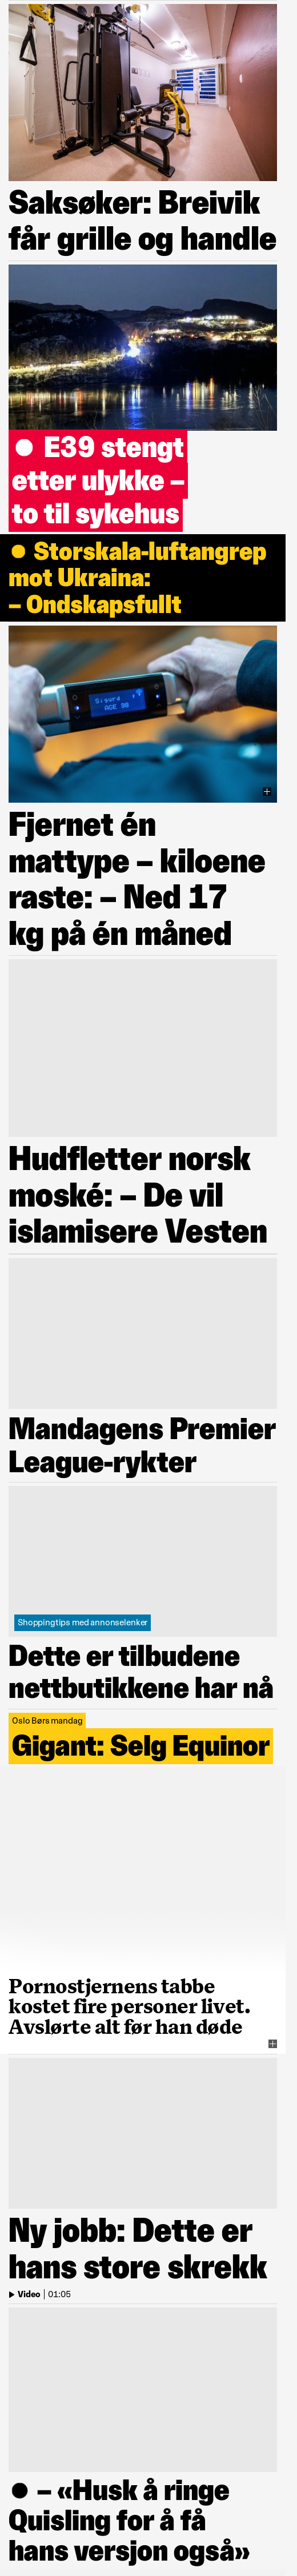 Saksøker: Breivik
får grille og handle
E39 stengt
etter ulykke –
to til sykehus
Storskala-luftangrep
mot Ukraina:
– Ondskapsfullt
Sigurd
AGE 98
Fjernet én
mattype – kiloene
raste: – Ned 17
kg på én måned
Hudfletter norsk
moské: – De vil
islamisere Vesten
Mandagens Premier
League-rykter
Shoppingtips med annonselenker
Dette er tilbudene
nettbutikkene har nå
Oslo Børs mandag
Gigant: Selg Equinor
Pornostjernens tabbe
kostet fire personer livet.
Avslørte alt før han døde
Ny jobb: Dette er
hans store skrekk
Video | 01:05
– «Husk å ringe
Quisling for å få
hans versjon også»